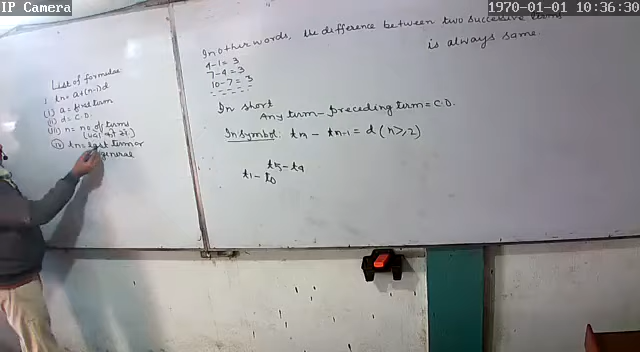 IP Camera
1970-01-01 10:36:30
List of formulae
1. tn = a+(n-1)d
(i) a = first term
(ii) d = C.D.
(iii) n = no. of terms
(iv) tn = last term or
general
In other words, the difference between two successive terms
is always same.
4-1 = 3
7-4 = 3
10-7 = 3
In short
Any term - preceding term = C.D.
In symbol: tn - tn-1 = d (n≥2)
t5 - t4
t1 - t0